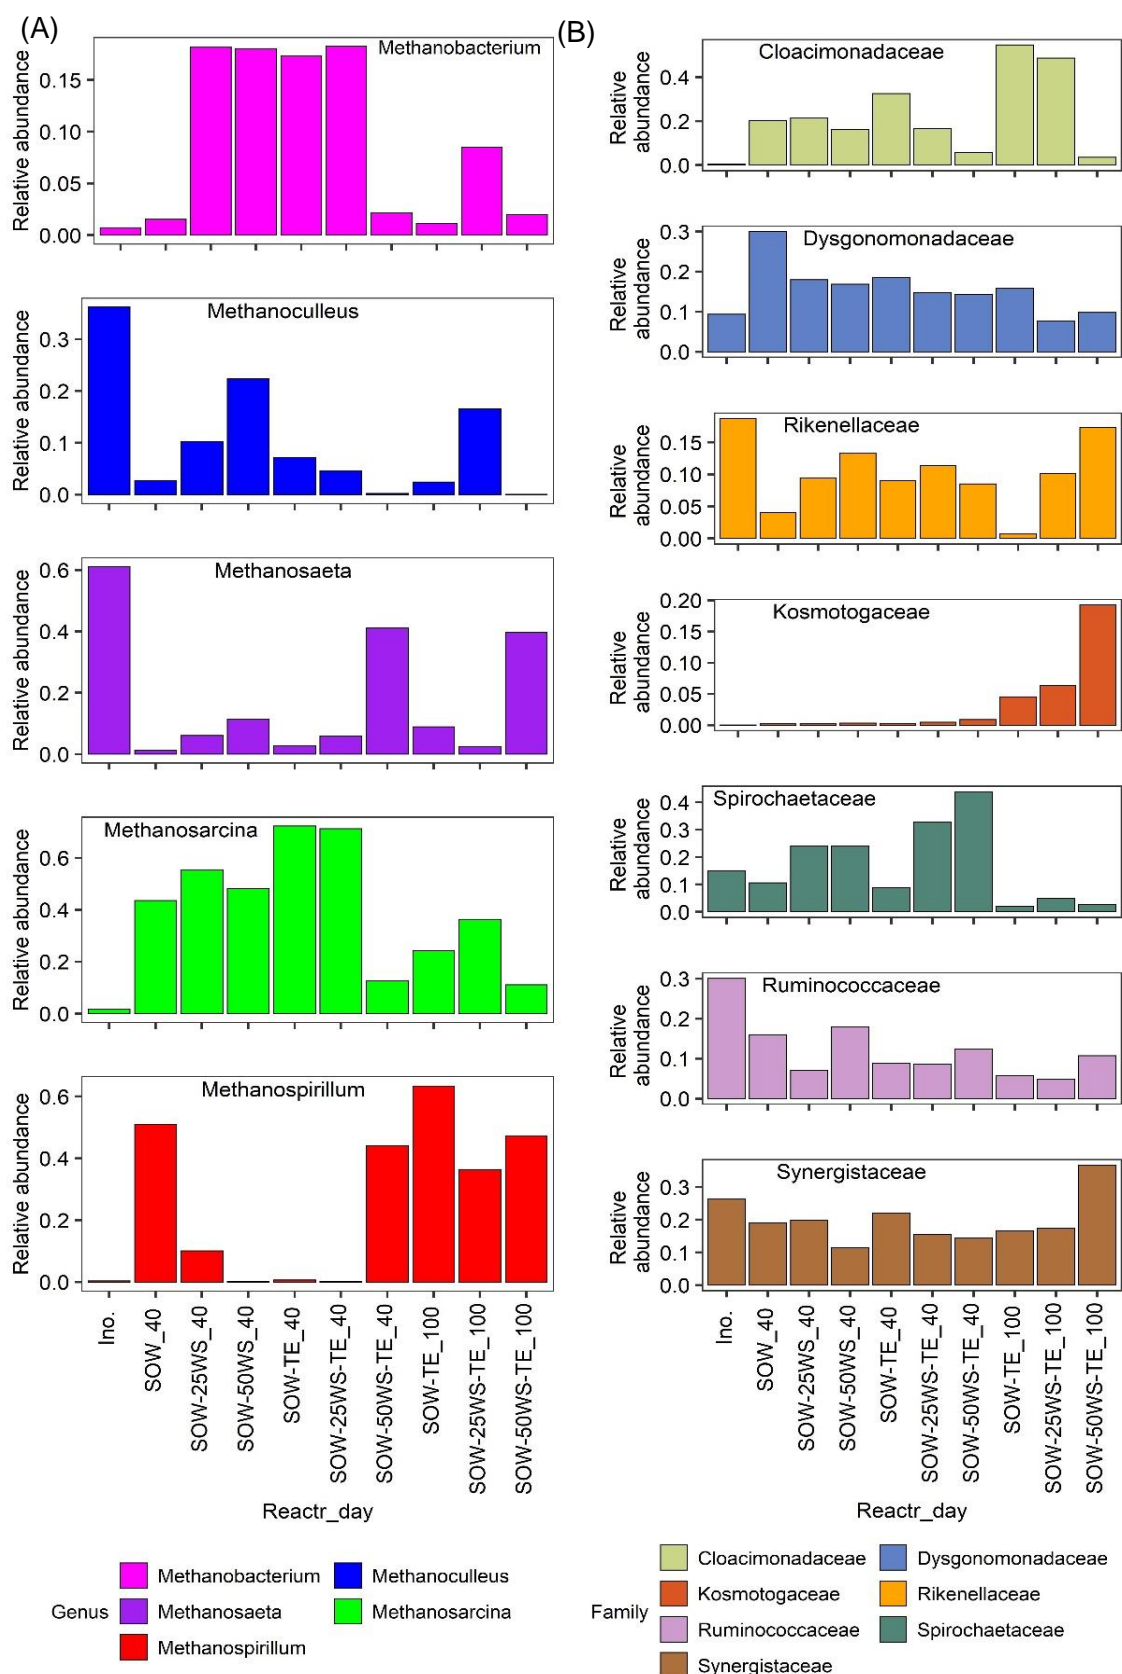 (A)
Methanobacterium
Relative abundance
0.15
0.10
0.05
0.00
Methanoculleus
Relative abundance
0.3
0.2
0.1
0.0
Methanosaeta
Relative abundance
0.6
0.4
0.2
0.0
Methanosarcina
Relative abundance
0.6
0.4
0.2
0.0
Methanospirillum
Relative abundance
0.6
0.4
0.2
0.0
Ino.
SOW_40
SOW-25WS_40
SOW-50WS_40
SOW-TE_40
SOW-25WS-TE_40
SOW-50WS-TE_40
SOW-TE_100
SOW-25WS-TE_100
SOW-50WS-TE_100
Reactr_day
Genus
Methanobacterium
Methanoculleus
Methanosaeta
Methanosarcina
Methanospirillum
(B)
Cloacimonadaceae
Relative
abundance
0.4
0.2
0.0
Dysgonomonadaceae
Relative
abundance
0.3
0.2
0.1
0.0
Rikenellaceae
Relative
abundance
0.15
0.10
0.05
0.00
Kosmotogaceae
Relative
abundance
0.20
0.15
0.10
0.05
0.00
Spirochaetaceae
Relative
abundance
0.4
0.3
0.2
0.1
0.0
Ruminococcaceae
Relative
abundance
0.3
0.2
0.1
0.0
Synergistaceae
Relative
abundance
0.3
0.2
0.1
0.0
Ino.
SOW_40
SOW-25WS_40
SOW-50WS_40
SOW-TE_40
SOW-25WS-TE_40
SOW-50WS-TE_40
SOW-TE_100
SOW-25WS-TE_100
SOW-50WS-TE_100
Reactr_day
Family
Cloacimonadaceae
Dysgonomonadaceae
Kosmotogaceae
Rikenellaceae
Ruminococcaceae
Spirochaetaceae
Synergistaceae